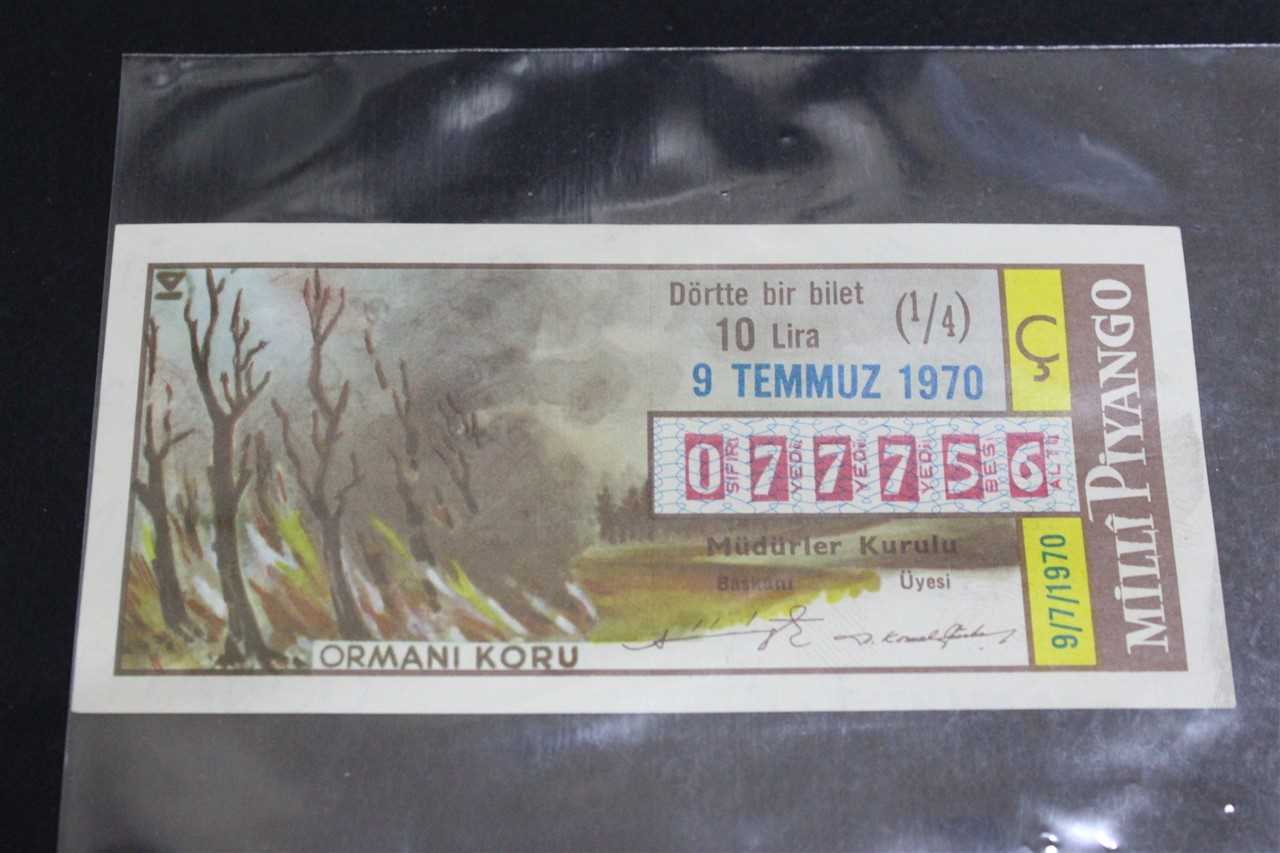 Dörtte bir bilet
10 Lira
(1/4)
9 TEMMUZ 1970
Ç
MİLLÎ PİYANGO
0 SIFIR 7 YEDİ 7 YEDİ 7 YEDİ 5 BEŞ 6 ALTI
Müdürler Kurulu
Başkanı Üyesi
9/7/1970
ORMANI KORU